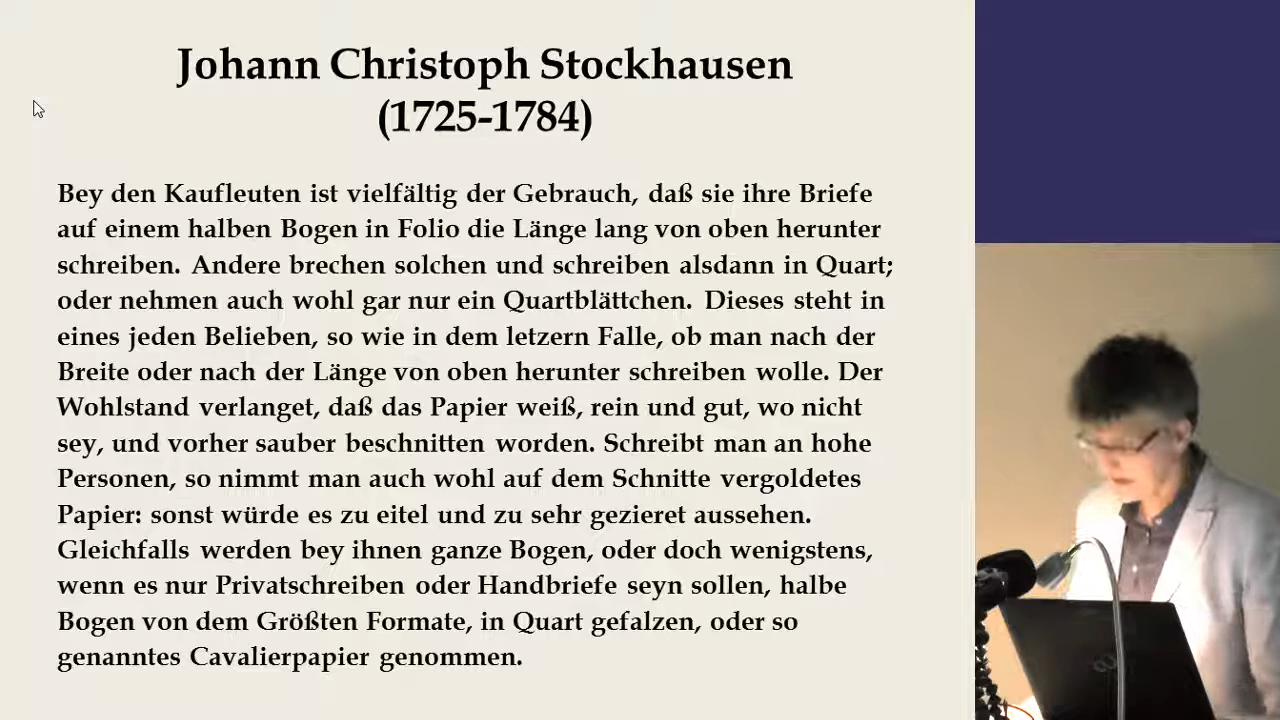 Johann Christoph Stockhausen
(1725-1784)
Bey den Kaufleuten ist vielfältig der Gebrauch, daß sie ihre Briefe
auf einem halben Bogen in Folio die Länge lang von oben herunter
schreiben. Andere brechen solchen und schreiben alsdann in Quart;
oder nehmen auch wohl gar nur ein Quartblättchen. Dieses steht in
eines jeden Belieben, so wie in dem letzern Falle, ob man nach der
Breite oder nach der Länge von oben herunter schreiben wolle. Der
Wohlstand verlanget, daß das Papier weiß, rein und gut, wo nicht
sey, und vorher sauber beschnitten worden. Schreibt man an hohe
Personen, so nimmt man auch wohl auf dem Schnitte vergoldetes
Papier: sonst würde es zu eitel und zu sehr gezieret aussehen.
Gleichfalls werden bey ihnen ganze Bogen, oder doch wenigstens,
wenn es nur Privatschreiben oder Handbriefe seyn sollen, halbe
Bogen von dem Größten Formate, in Quart gefalzen, oder so
genanntes Cavalierpapier genommen.